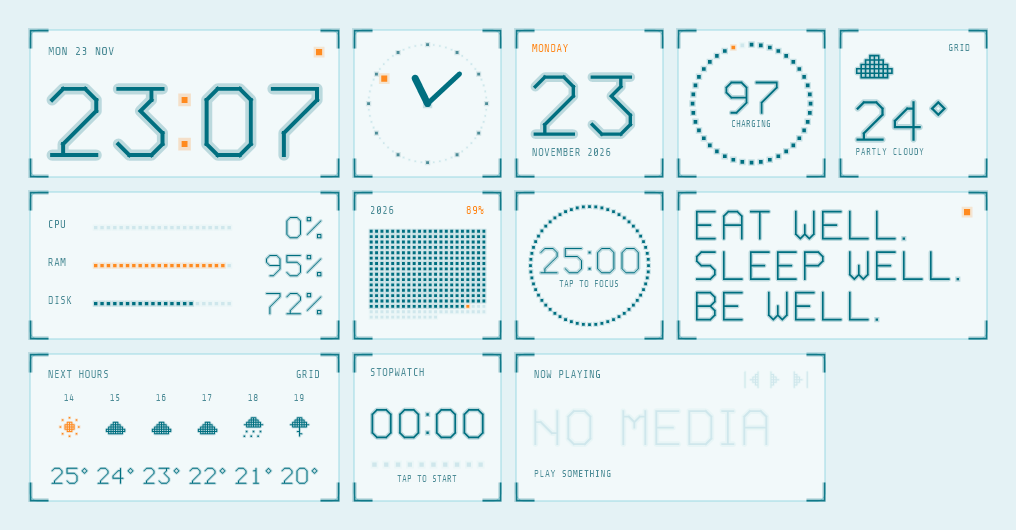 MON 23 NOV
23:07
MONDAY
23
NOVEMBER 2026
97
CHARGING
GRID
24°
PARTLY CLOUDY
CPU 0%
RAM 95%
DISK 72%
2026 89%
25:00
TAP TO FOCUS
EAT WELL.
SLEEP WELL.
BE WELL.
NEXT HOURS GRID
14 15 16 17 18 19
25° 24° 23° 22° 21° 20°
STOPWATCH
00:00
TAP TO START
NOW PLAYING
NO MEDIA
PLAY SOMETHING